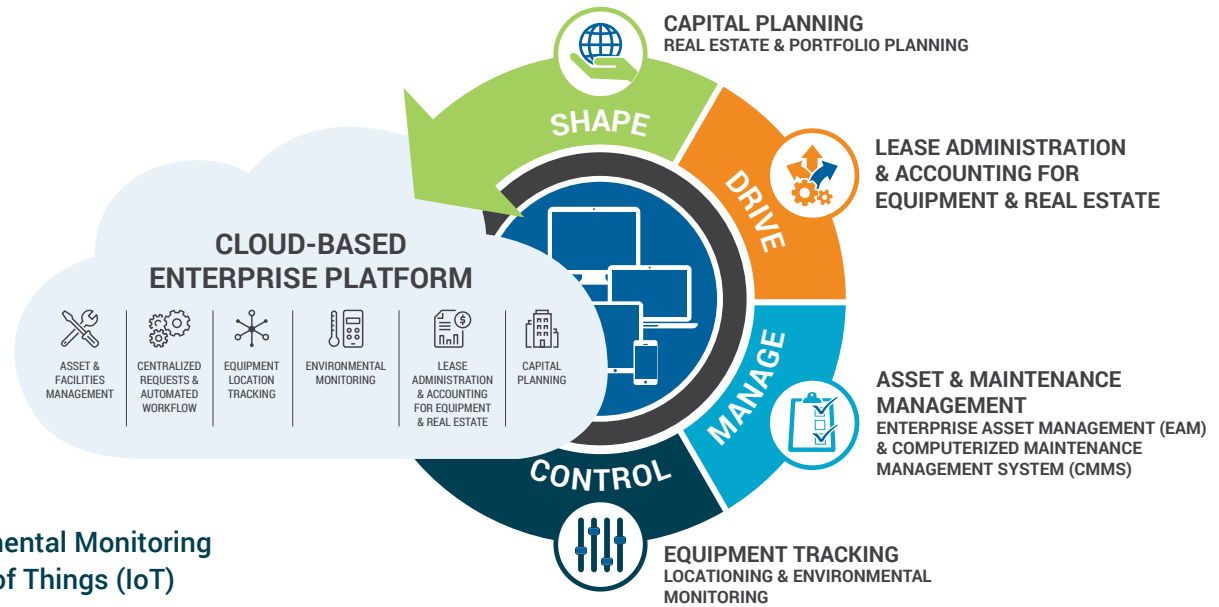 CAPITAL PLANNING
REAL ESTATE & PORTFOLIO PLANNING
SHAPE
DRIVE
LEASE ADMINISTRATION
& ACCOUNTING FOR
EQUIPMENT & REAL ESTATE
CLOUD-BASED
ENTERPRISE PLATFORM
ASSET &
FACILITIES
MANAGEMENT
CENTRALIZED
REQUESTS &
AUTOMATED
WORKFLOW
EQUIPMENT
LOCATION
TRACKING
ENVIRONMENTAL
MONITORING
LEASE
ADMINISTRATION
& ACCOUNTING
FOR EQUIPMENT
& REAL ESTATE
CAPITAL
PLANNING
MANAGE
ASSET & MAINTENANCE
MANAGEMENT
ENTERPRISE ASSET MANAGEMENT (EAM)
& COMPUTERIZED MAINTENANCE
MANAGEMENT SYSTEM (CMMS)
CONTROL
EQUIPMENT TRACKING
LOCATIONING & ENVIRONMENTAL
MONITORING
mental Monitoring
of Things (IoT)